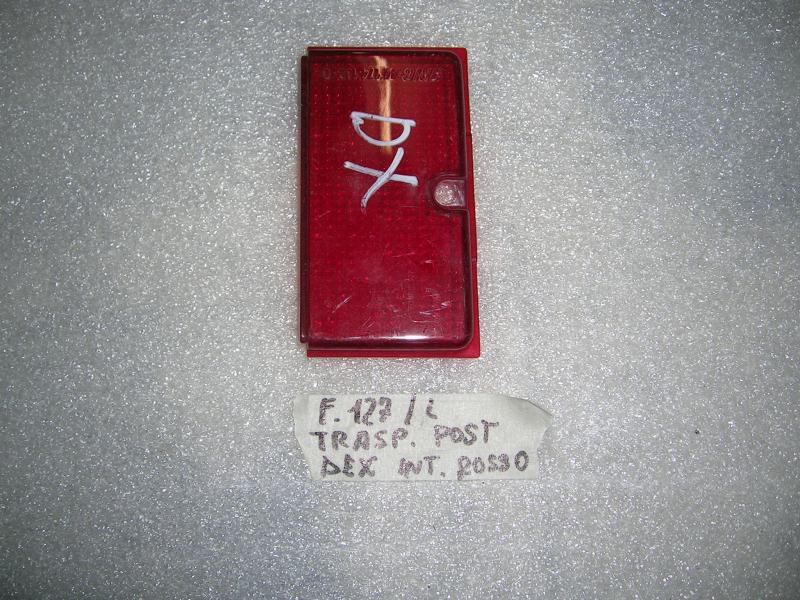 DX
F. 127/L
TRASP. POST
DEX INT. ROSSO